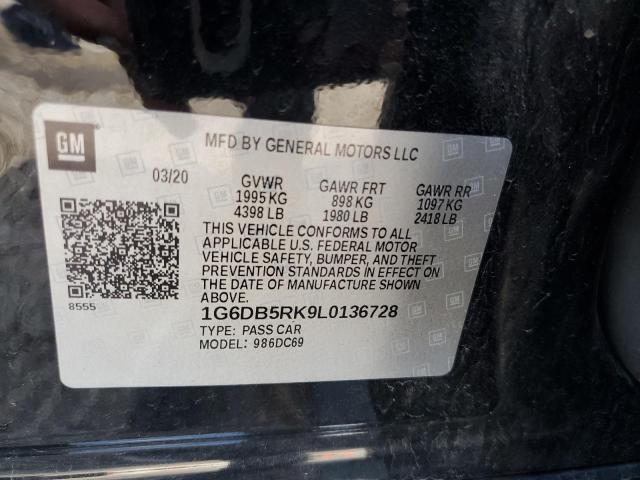 GM
MFD BY GENERAL MOTORS LLC
03/20 GVWR GAWR FRT GAWR RR
1995 KG 898 KG 1097 KG
4398 LB 1980 LB 2418 LB
THIS VEHICLE CONFORMS TO ALL
APPLICABLE U.S. FEDERAL MOTOR
VEHICLE SAFETY, BUMPER, AND THEFT
PREVENTION STANDARDS IN EFFECT ON
THE DATE OF MANUFACTURE SHOWN
ABOVE.
8555
1G6DB5RK9L0136728
TYPE: PASS CAR
MODEL: 986DC69